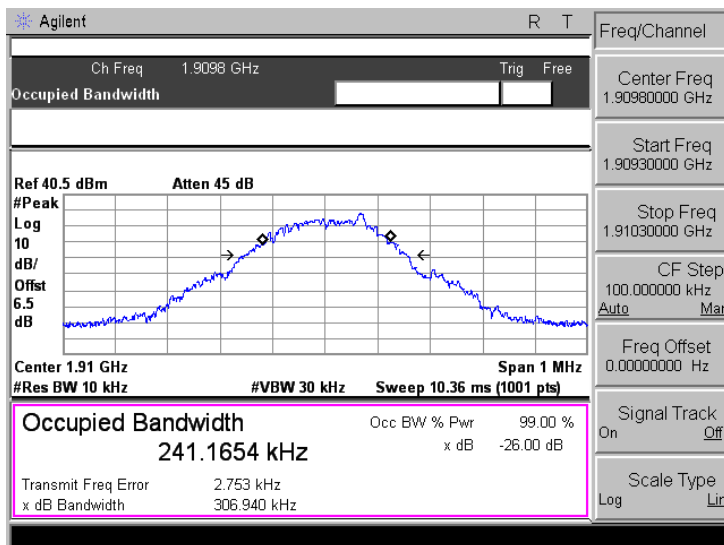 Agilent R T
Ch Freq 1.9098 GHz Trig Free
Occupied Bandwidth
Ref 40.5 dBm Atten 45 dB
#Peak
Log
10
dB/
Offst
6.5
dB
Center 1.91 GHz Span 1 MHz
#Res BW 10 kHz #VBW 30 kHz Sweep 10.36 ms (1001 pts)
Occupied Bandwidth Occ BW % Pwr 99.00 %
241.1654 kHz x dB -26.00 dB
Transmit Freq Error 2.753 kHz
x dB Bandwidth 306.940 kHz
Freq/Channel
Center Freq
1.90980000 GHz
Start Freq
1.90930000 GHz
Stop Freq
1.91030000 GHz
CF Step
100.000000 kHz
Auto Mar
Freq Offset
0.00000000 Hz
Signal Track
On Off
Scale Type
Log Lir